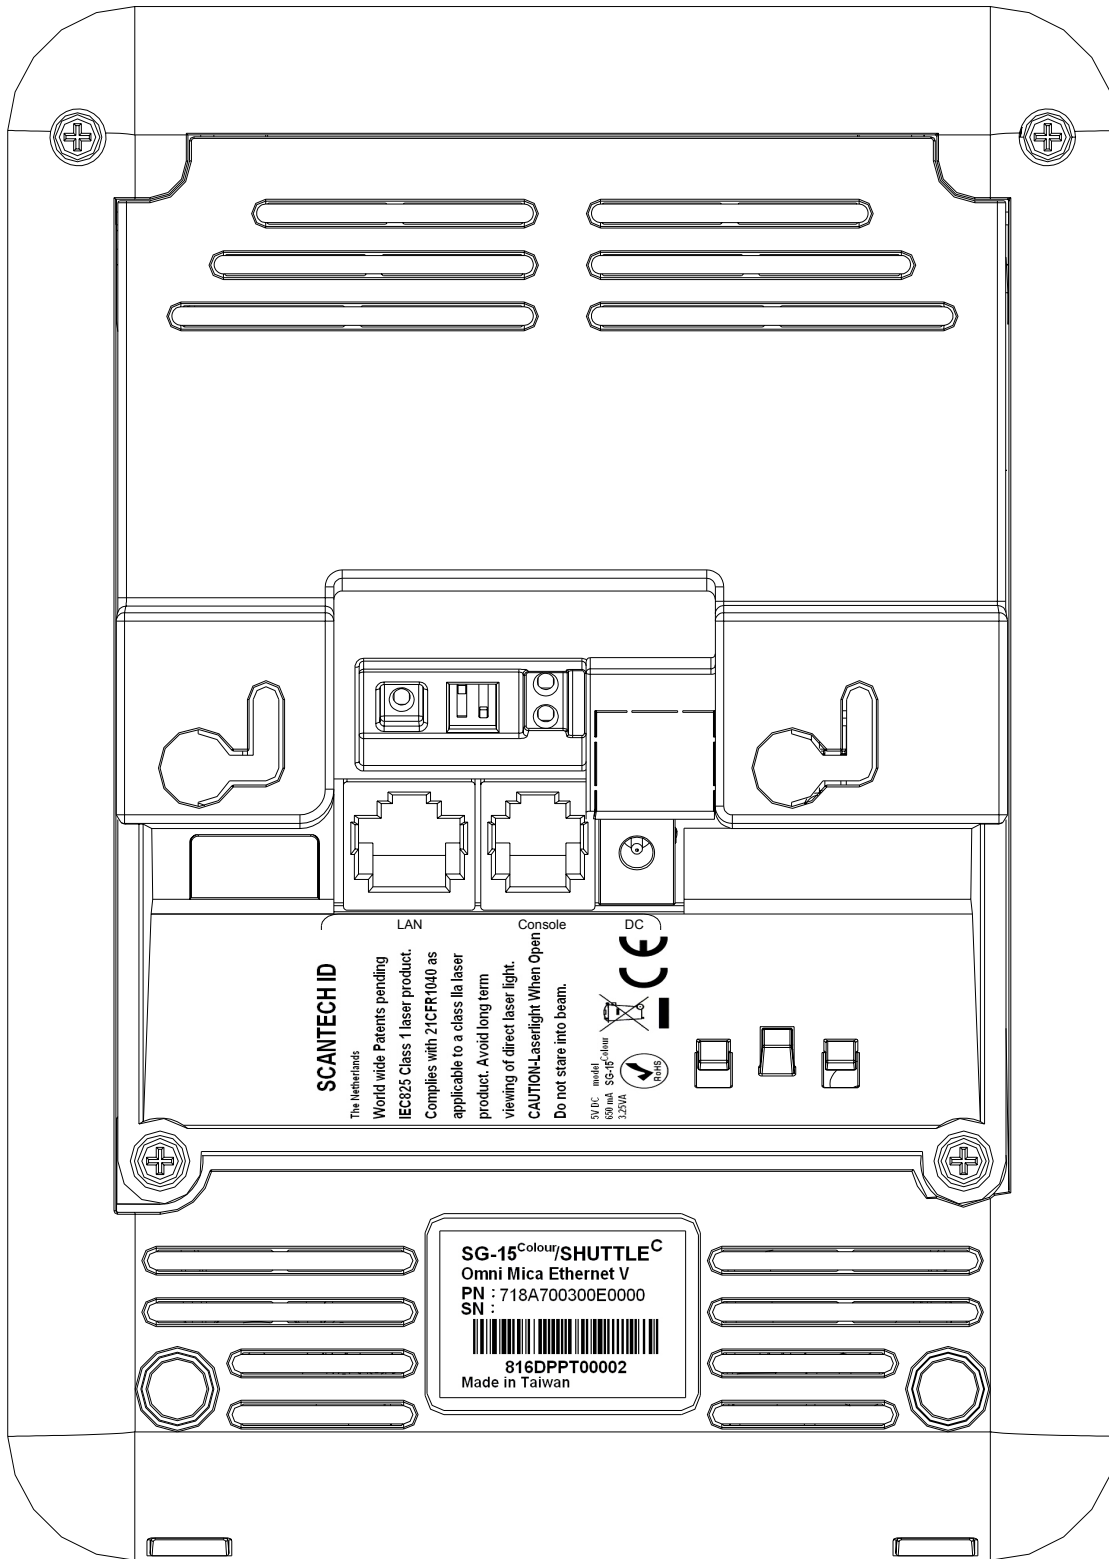 LAN Console DC
SCANTECH ID
The Netherlands
World wide Patents pending
IEC825 Class 1 laser product.
Complies with 21CFR1040 as
applicable to a class IIa laser
product. Avoid long term
viewing of direct laser light.
CAUTION-Laserlight When Open
Do not stare into beam.
5V DC model
650 mA SG-15Colour
3.25VA
CE
RoHS
SG-15Colour/SHUTTLEC
Omni Mica Ethernet V
PN : 718A700300E0000
SN :
816DPPT00002
Made in Taiwan